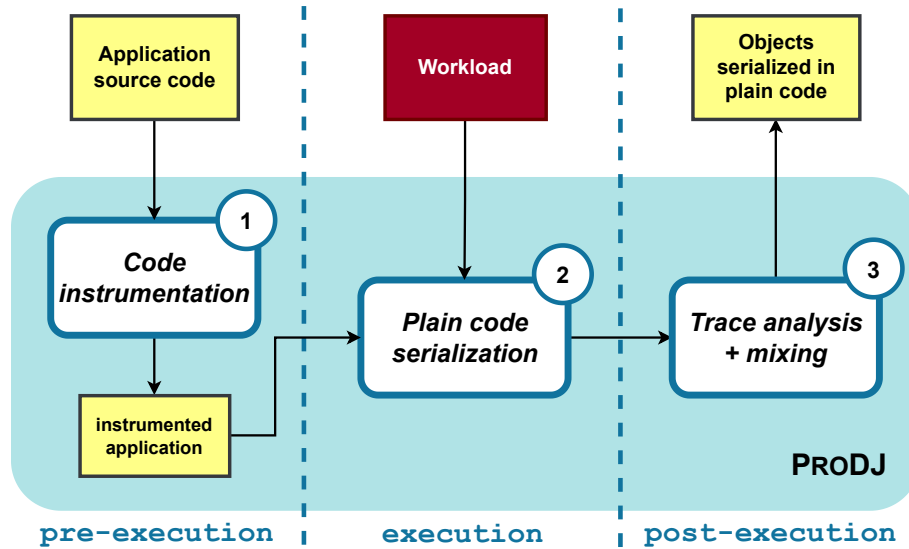 Application
source code
Workload
Objects
serialized in
plain code
1
Code
instrumentation
2
Plain code
serialization
3
Trace analysis
+ mixing
instrumented
application
PRODJ
pre-execution
execution
post-execution